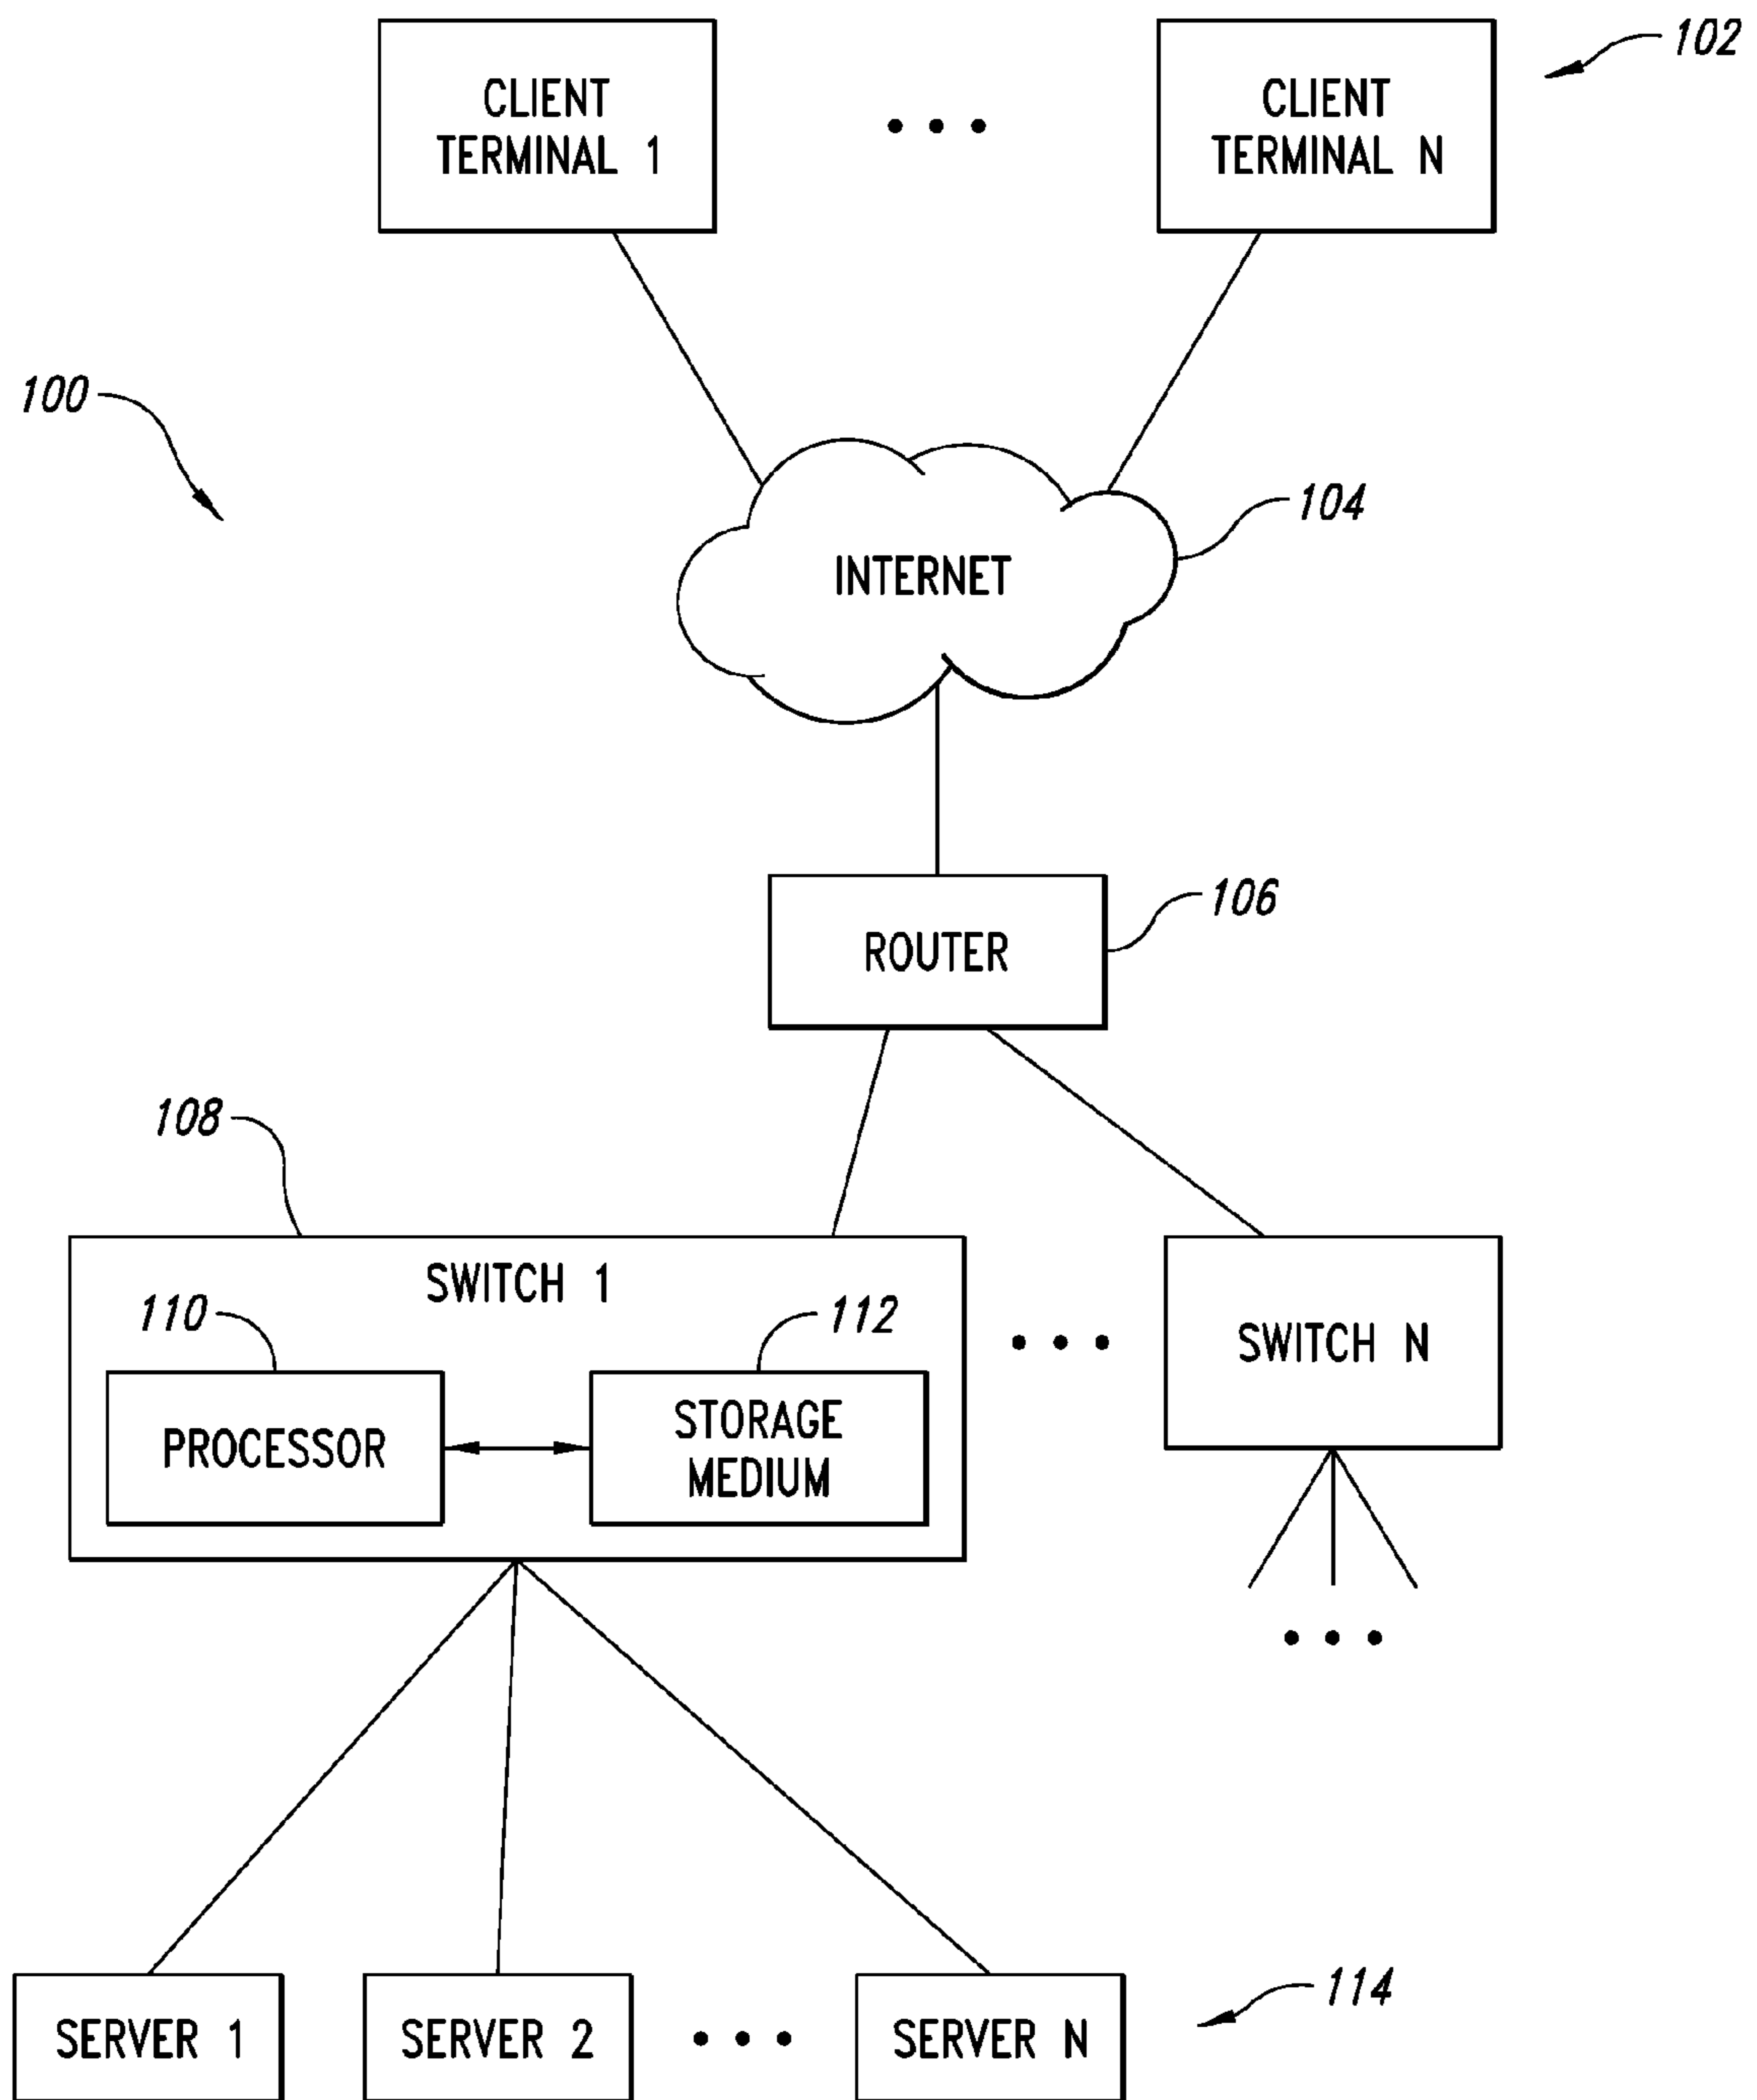 CLIENT
TERMINAL 1
• • •
CLIENT
TERMINAL N
102
100
INTERNET
104
ROUTER
106
108
SWITCH 1
110
112
PROCESSOR
STORAGE
MEDIUM
• • •
SWITCH N
• • •
SERVER 1
SERVER 2
• • •
SERVER N
114